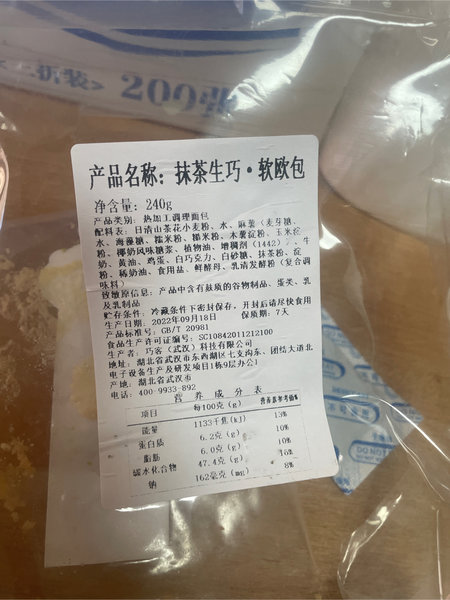 二折装> 200张
产品名称：抹茶生巧·软欧包
净含量：240g
产品类别：热加工调理面包
配料表：日清山茶花小麦粉、水、麻薯（麦芽糖、
水、海藻糖、糯米粉、糯米粉、木薯淀粉、玉米淀
粉、椰奶风味糖浆、植物油、增稠剂（1442））、牛
奶、黄油、鸡蛋、白巧克力、白砂糖、抹茶粉、淀
粉、稀奶油、食用盐、鲜酵母、乳清发酵粉（复合调
味料）
致敏原信息：产品中含有麸质的谷物制品、蛋类、乳
及乳制品
贮存条件：冷藏条件下密封保存，开封后请尽快食用
生产日期：2022年09月18日 保质期：7天
产品标准号：GB/T 20981
食品生产许可证编号：SC10842011212100
生产者：巧客（武汉）科技有限公司
地址：湖北省武汉市东西湖区七支沟东、团结大道北
电子设备生产及研发项目1栋9层办公1
产地：湖北省武汉市
电话：400-9933-892
营 养 成 分 表
项目 每100克（g） 营养素参考值%
能量 1133千焦（kJ） 13%
蛋白质 6.2克（g） 10%
脂肪 6.0克（g） 10%
碳水化合物 47.4克（g） 16%
钠 162毫克（mg） 8%